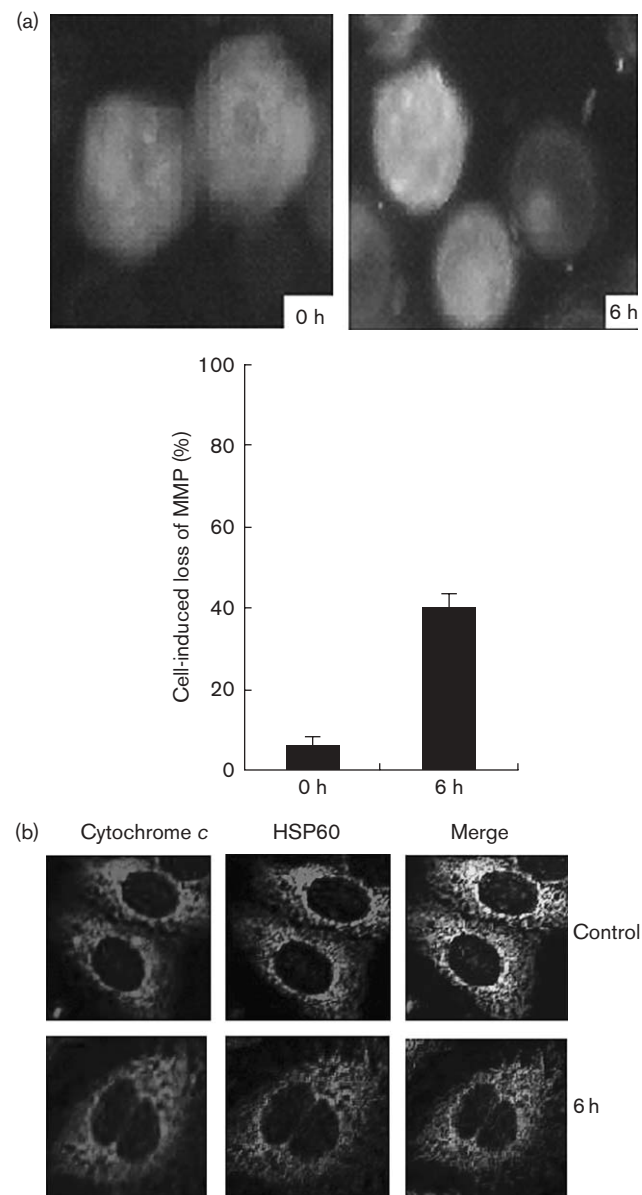 (a)
0 h
6 h
100
80
60
40
20
0
Cell-induced loss of MMP (%)
0 h 6 h
(b) Cytochrome c HSP60 Merge
Control
6 h